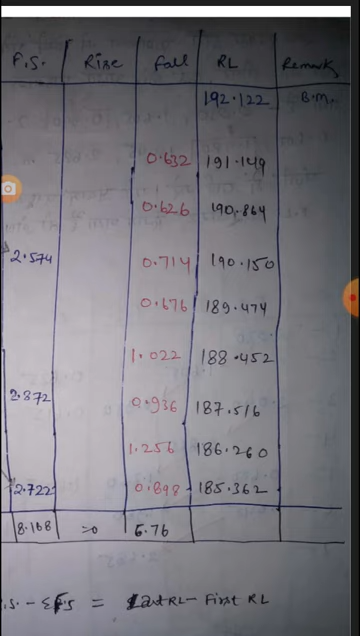 F.S. Rise Fall RL Remark
192.122 B.M.
0.632 191.149
0.626 190.864
2.574 0.714 190.150
0.676 189.474
1.022 188.452
2.872 0.936 187.516
1.256 186.260
2.722 0.898 185.362
8.168 =0 6.76
.S. - ΣF.S = Last RL - First RL